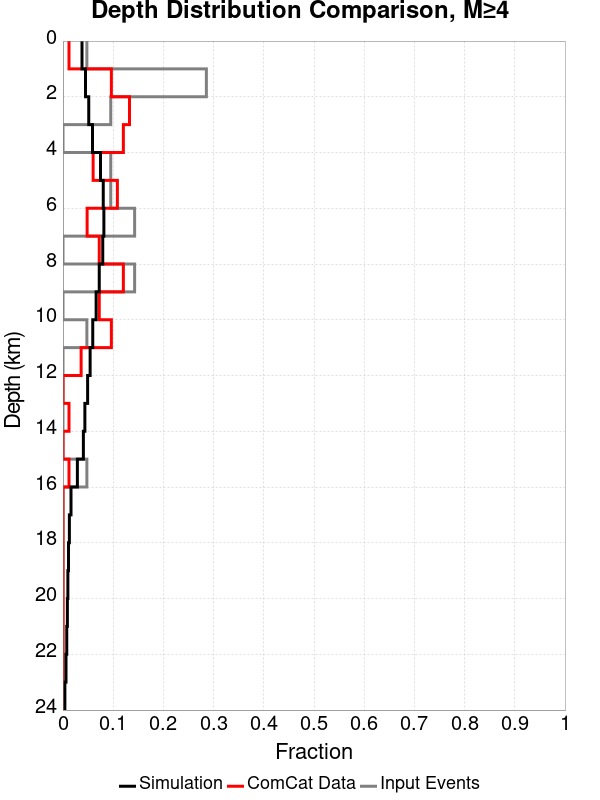 Depth Distribution Comparison, M≥4
0
2
4
6
8
10
12
14
16
18
20
22
24
Depth (km)
0 0.1 0.2 0.3 0.4 0.5 0.6 0.7 0.8 0.9 1
Fraction
Simulation ComCat Data Input Events